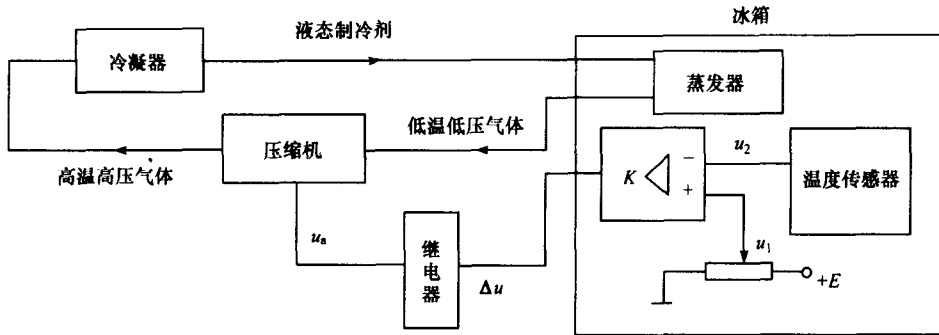 冰箱
液态制冷剂
冷凝器
蒸发器
低温低压气体
压缩机
高温高压气体
K
−
+
u₂
温度传感器
u₁
+E
uₐ
继电器
Δu